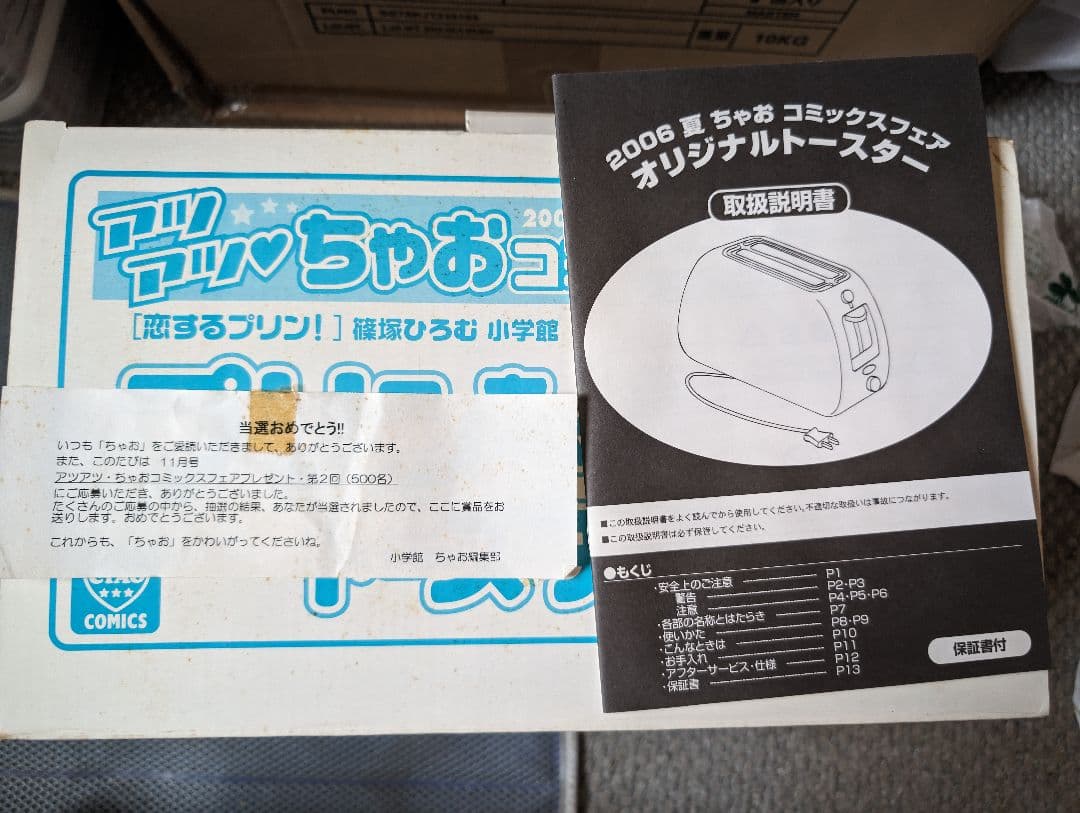 10KG
アツ
アツ♡ちゃおコ
200
[恋するプリン！]篠塚ひろむ 小学館
当選おめでとう!!
いつも「ちゃお」をご愛読いただきまして、ありがとうございます。
また、このたびは 11月号
アツアツ・ちゃおコミックスフェアプレゼント・第2回（500名）
にご応募いただき、ありがとうございました。
たくさんのご応募の中から、抽選の結果、あなたが当選されましたので、ここに賞品をお
送りします。おめでとうございます。
これからも、「ちゃお」をかわいがってくださいね。
小学館 ちゃお編集部
CIAO
COMICS
2006 夏 ちゃお コミックスフェア
オリジナルトースター
取扱説明書
■この取扱説明書をよく読んでから使用してください。不適切な取扱いは事故につながります。
■この取扱説明書は必ず保管してください。
●もくじ
・安全上のご注意 P1
警告 P2・P3
注意 P4・P5・P6
・各部の名称とはたらき P7
・使いかた P8・P9
・こんなときは P10
・お手入れ P11
・アフターサービス・仕様 P12
・保証書 P13
保証書付